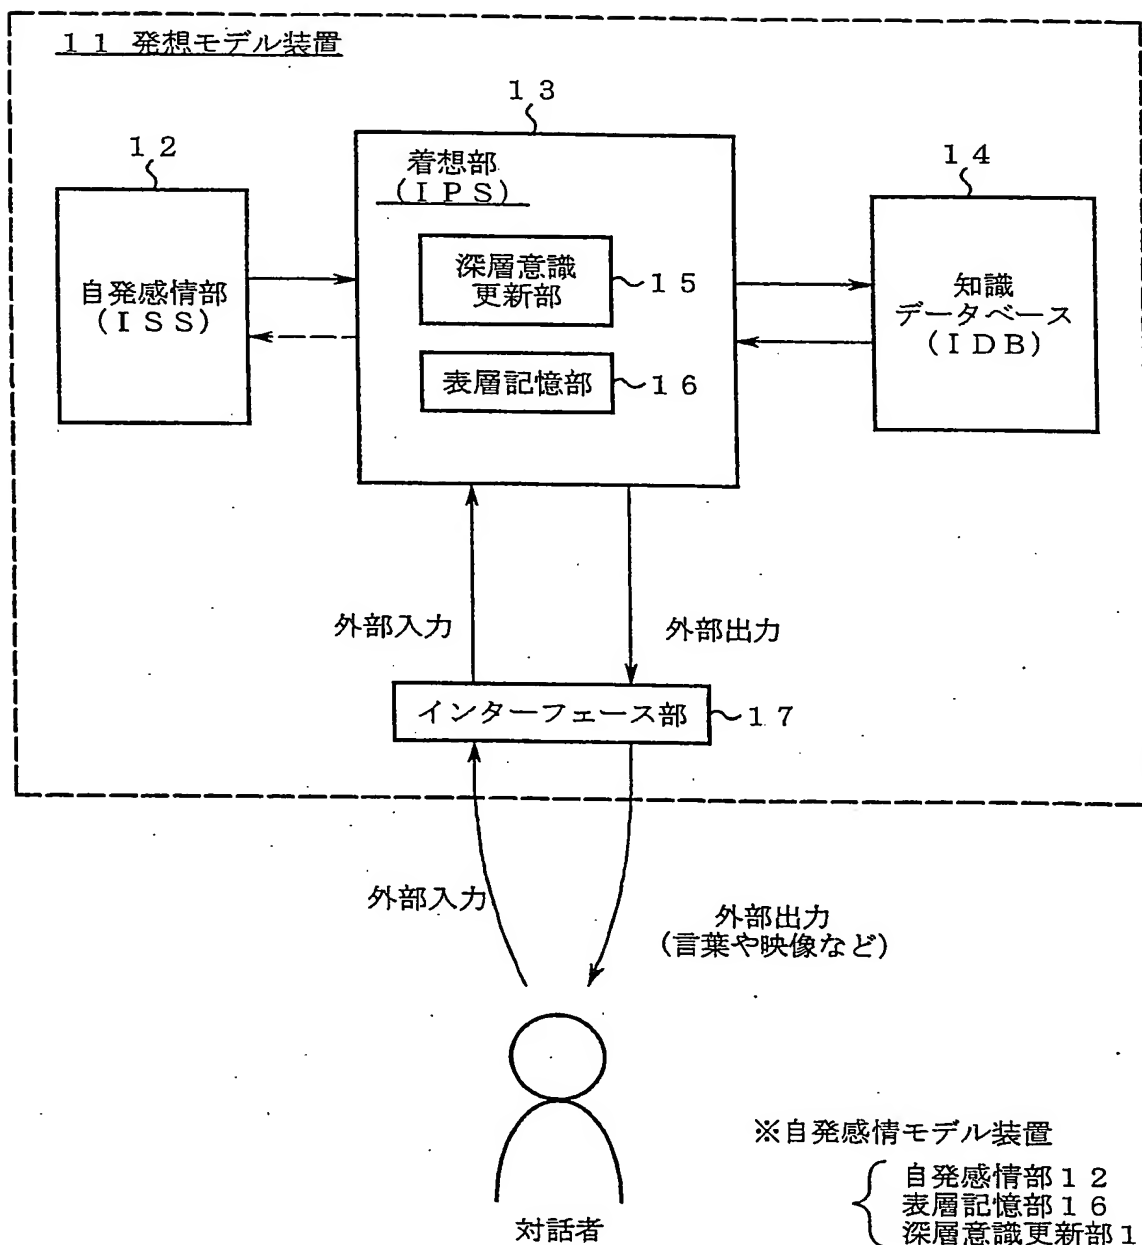 １１ 発想モデル装置
１３
１２
１４
着想部
(ＩＰＳ)
自発感情部
(ＩＳＳ)
深層意識
更新部
１５
表層記憶部
１６
知識
データベース
(ＩＤＢ)
外部入力
外部出力
インターフェース部
１７
外部入力
外部出力
(言葉や映像など)
対話者
※自発感情モデル装置
自発感情部１２
表層記憶部１６
深層意識更新部１